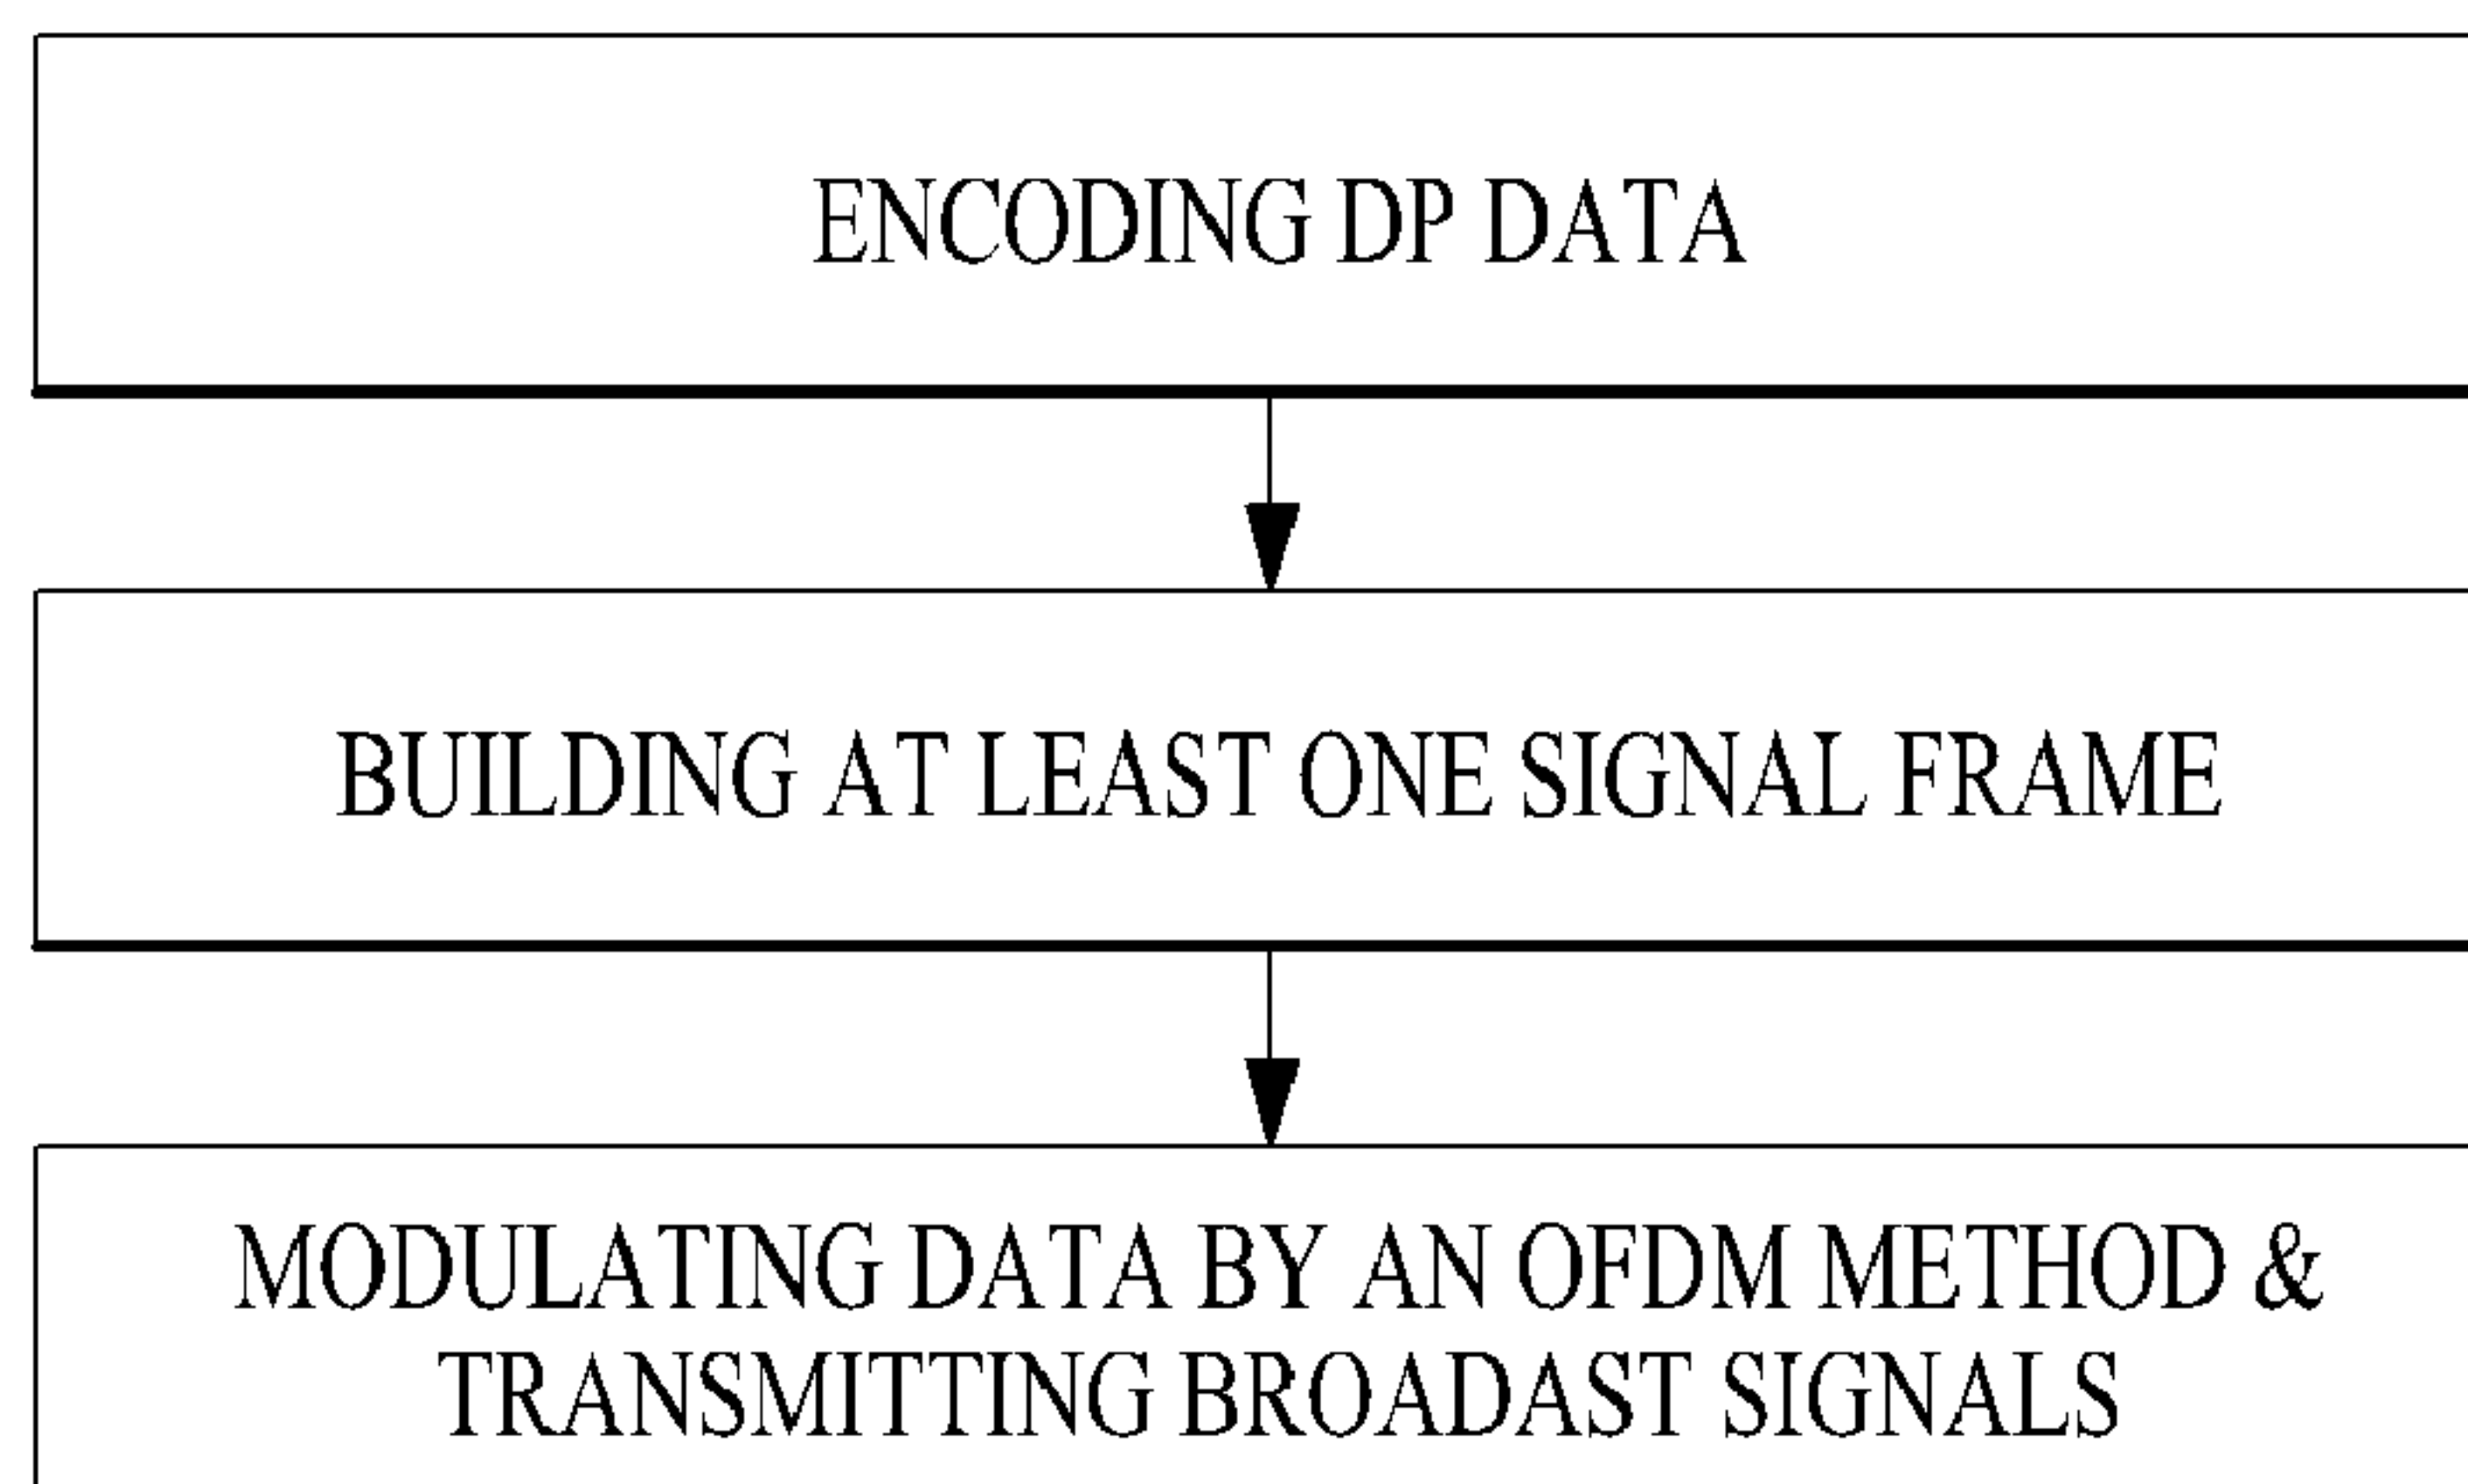 ENCODING DP DATA
BUILDING AT LEAST ONE SIGNAL FRAME
MODULATING DATA BY AN OFDM METHOD &
TRANSMITTING BROADAST SIGNALS